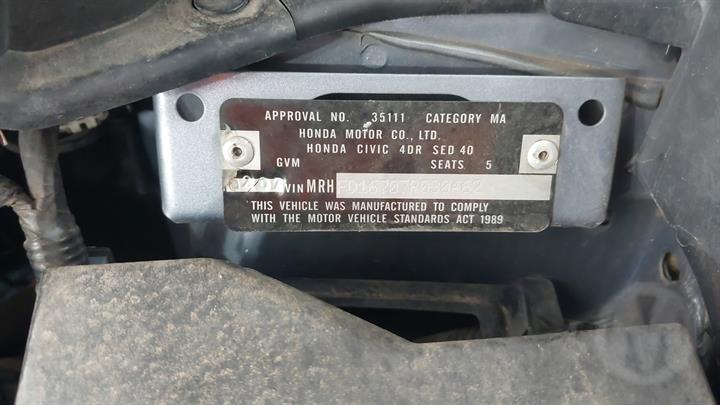 APPROVAL NO. 35111 CATEGORY MA
HONDA MOTOR CO., LTD.
HONDA CIVIC 4DR SED 40
GVM SEATS 5
VIN MRH
THIS VEHICLE WAS MANUFACTURED TO COMPLY
WITH THE MOTOR VEHICLE STANDARDS ACT 1989